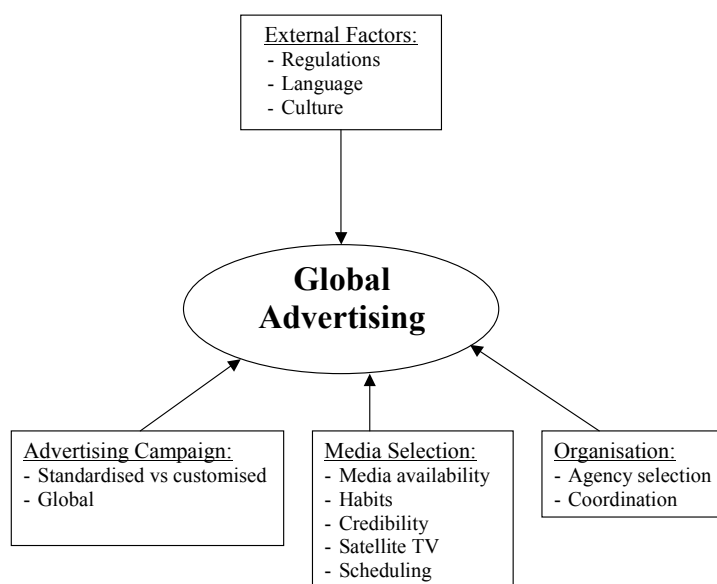 External Factors:
- Regulations
- Language
- Culture
Global
Advertising
Advertising Campaign:
- Standardised vs customised
- Global
Media Selection:
- Media availability
- Habits
- Credibility
- Satellite TV
- Scheduling
Organisation:
- Agency selection
- Coordination